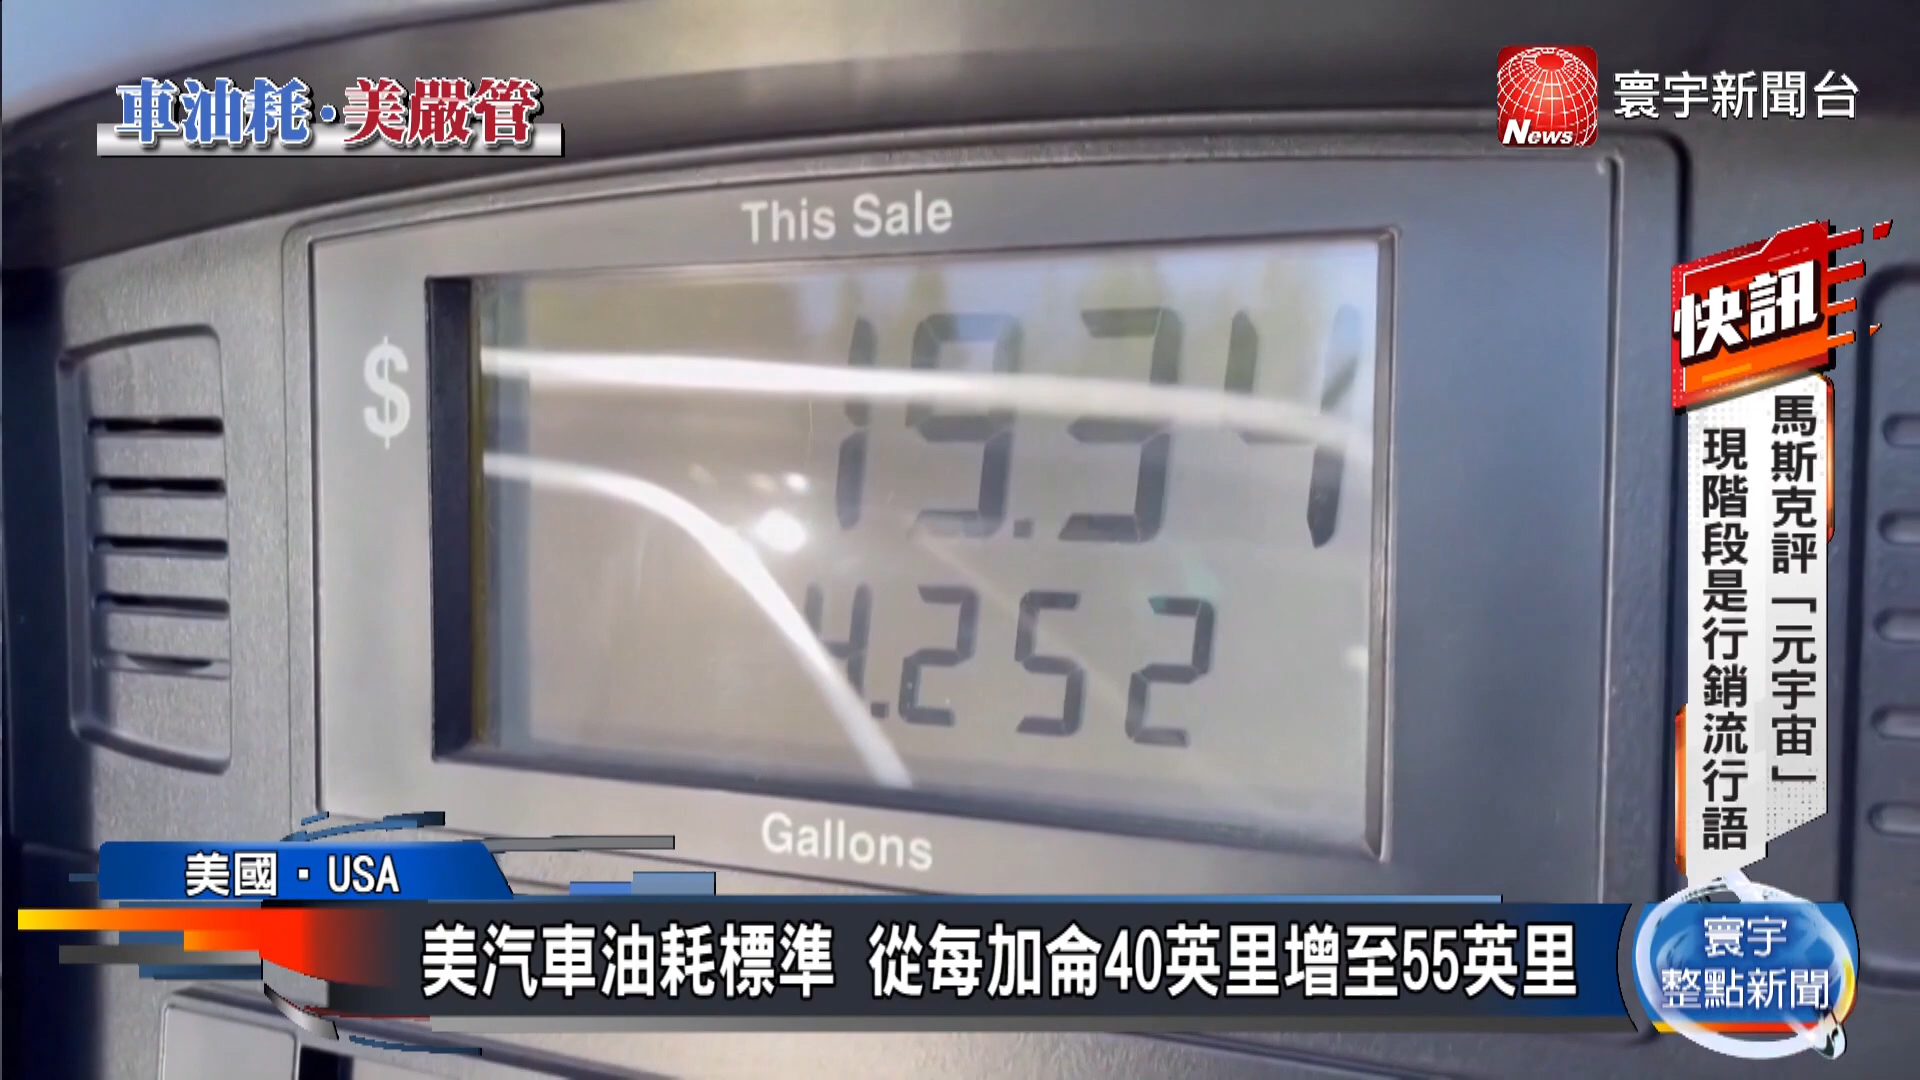 車油耗·美嚴管
News
寰宇新聞台
This Sale
$
19.34
4.252
Gallons
快訊
馬斯克評「元宇宙」
現階段是行銷流行語
美國·USA
美汽車油耗標準 從每加侖40英里增至55英里
寰宇
整點新聞